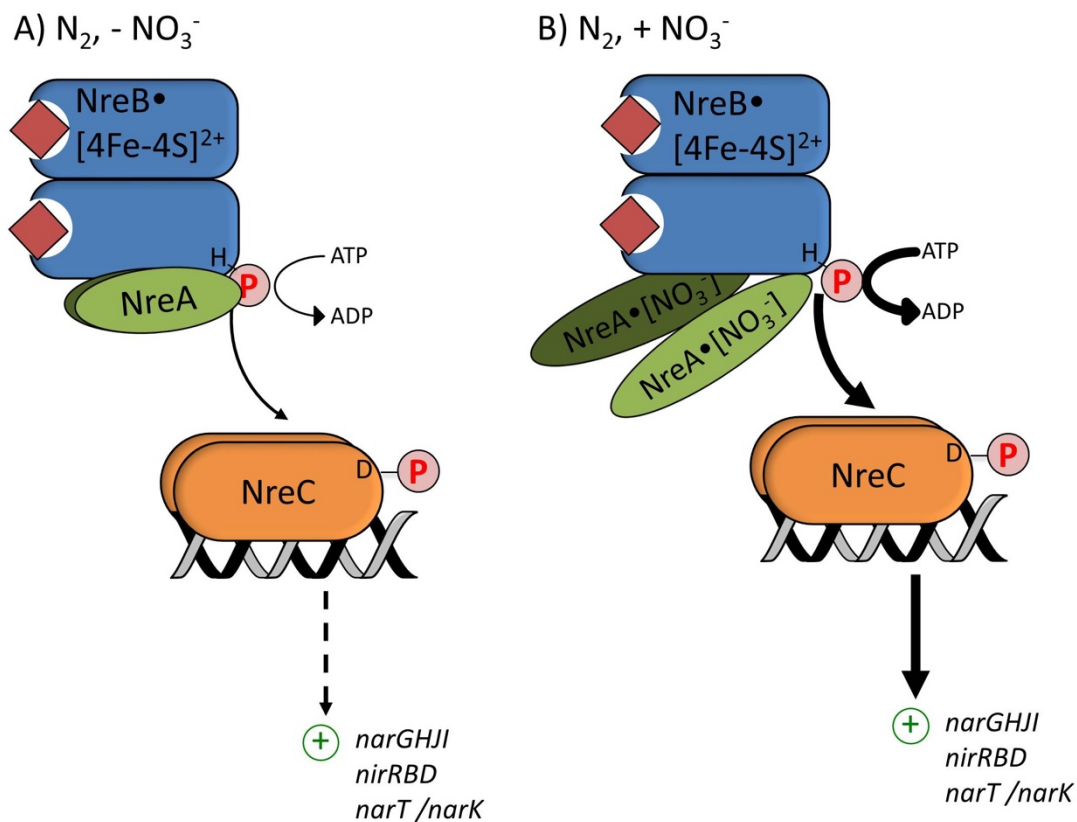 A) N₂, - NO₃⁻
NreB•
[4Fe-4S]²⁺
H
P
ATP
ADP
NreA
D
P
NreC
+
narGHJI
nirRBD
narT /narK
B) N₂, + NO₃⁻
NreB•
[4Fe-4S]²⁺
H
P
ATP
ADP
NreA•[NO₃⁻]
NreA•[NO₃⁻]
D
P
NreC
+
narGHJI
nirRBD
narT /narK